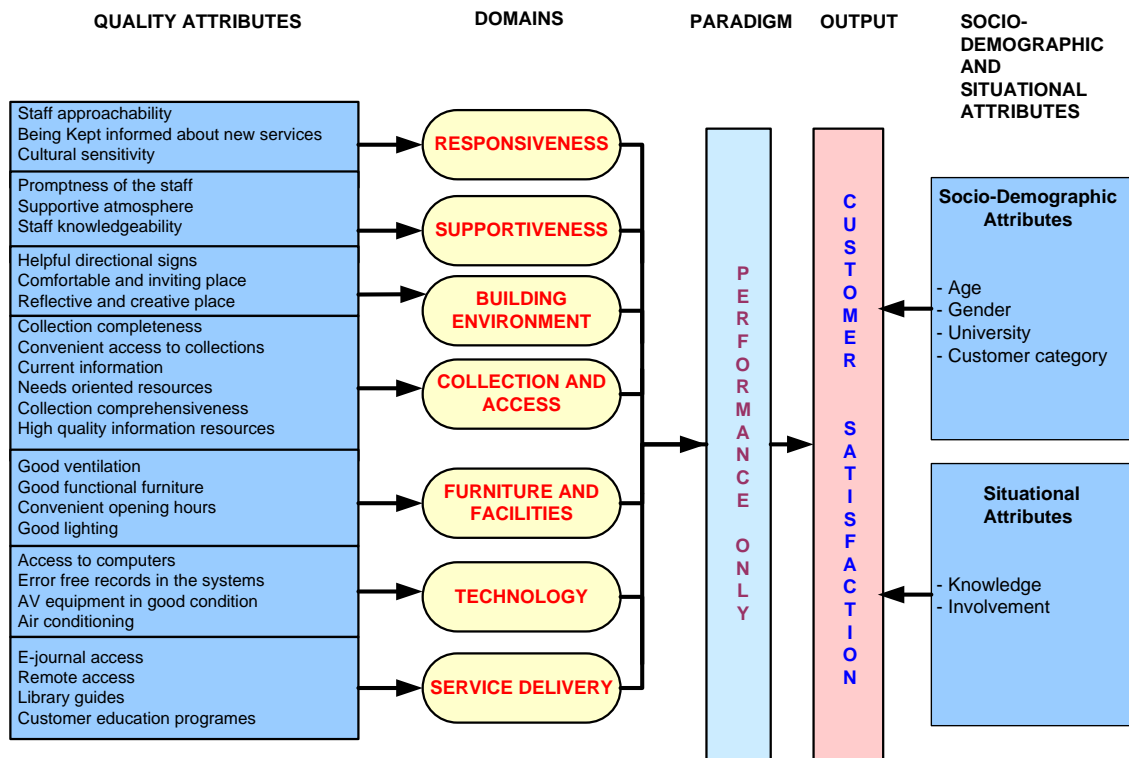 QUALITY ATTRIBUTES
DOMAINS
PARADIGM
OUTPUT
SOCIO-
DEMOGRAPHIC
AND
SITUATIONAL
ATTRIBUTES
Staff approachability
Being Kept informed about new services
Cultural sensitivity
RESPONSIVENESS
Promptness of the staff
Supportive atmosphere
Staff knowledgeability
SUPPORTIVENESS
Helpful directional signs
Comfortable and inviting place
Reflective and creative place
BUILDING
ENVIRONMENT
Collection completeness
Convenient access to collections
Current information
Needs oriented resources
Collection comprehensiveness
High quality information resources
COLLECTION AND
ACCESS
Good ventilation
Good functional furniture
Convenient opening hours
Good lighting
FURNITURE AND
FACILITIES
Access to computers
Error free records in the systems
AV equipment in good condition
Air conditioning
TECHNOLOGY
E-journal access
Remote access
Library guides
Customer education programes
SERVICE DELIVERY
PERFORMANCE ONLY
CUSTOMER SATISFACTION
Socio-Demographic
Attributes
- Age
- Gender
- University
- Customer category
Situational
Attributes
- Knowledge
- Involvement